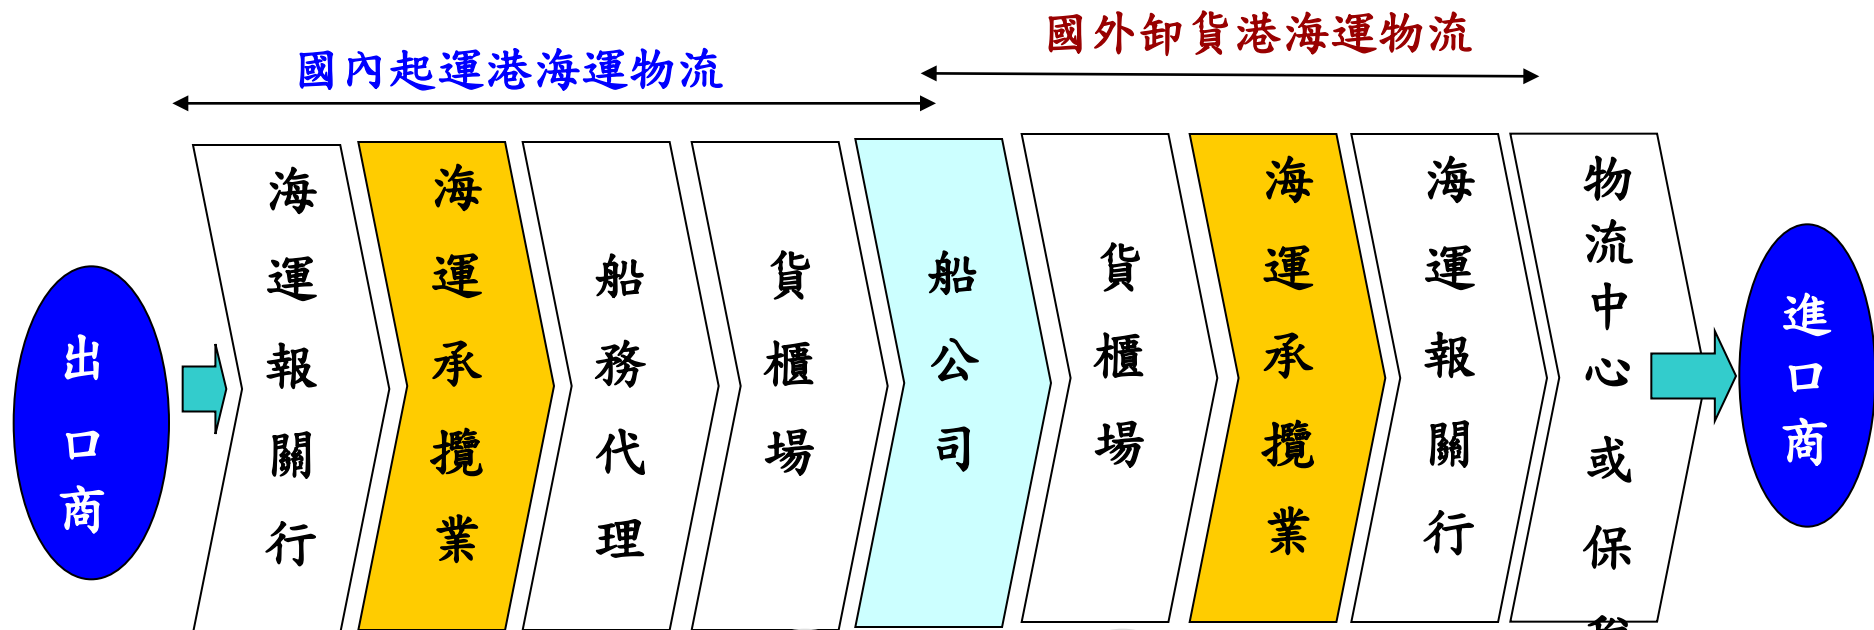 國內起運港海運物流
國外卸貨港海運物流
出口商
海運報關行
海運承攬業
船務代理
貨櫃場
船公司
貨櫃場
海運承攬業
海運報關行
物流中心或保
進口商